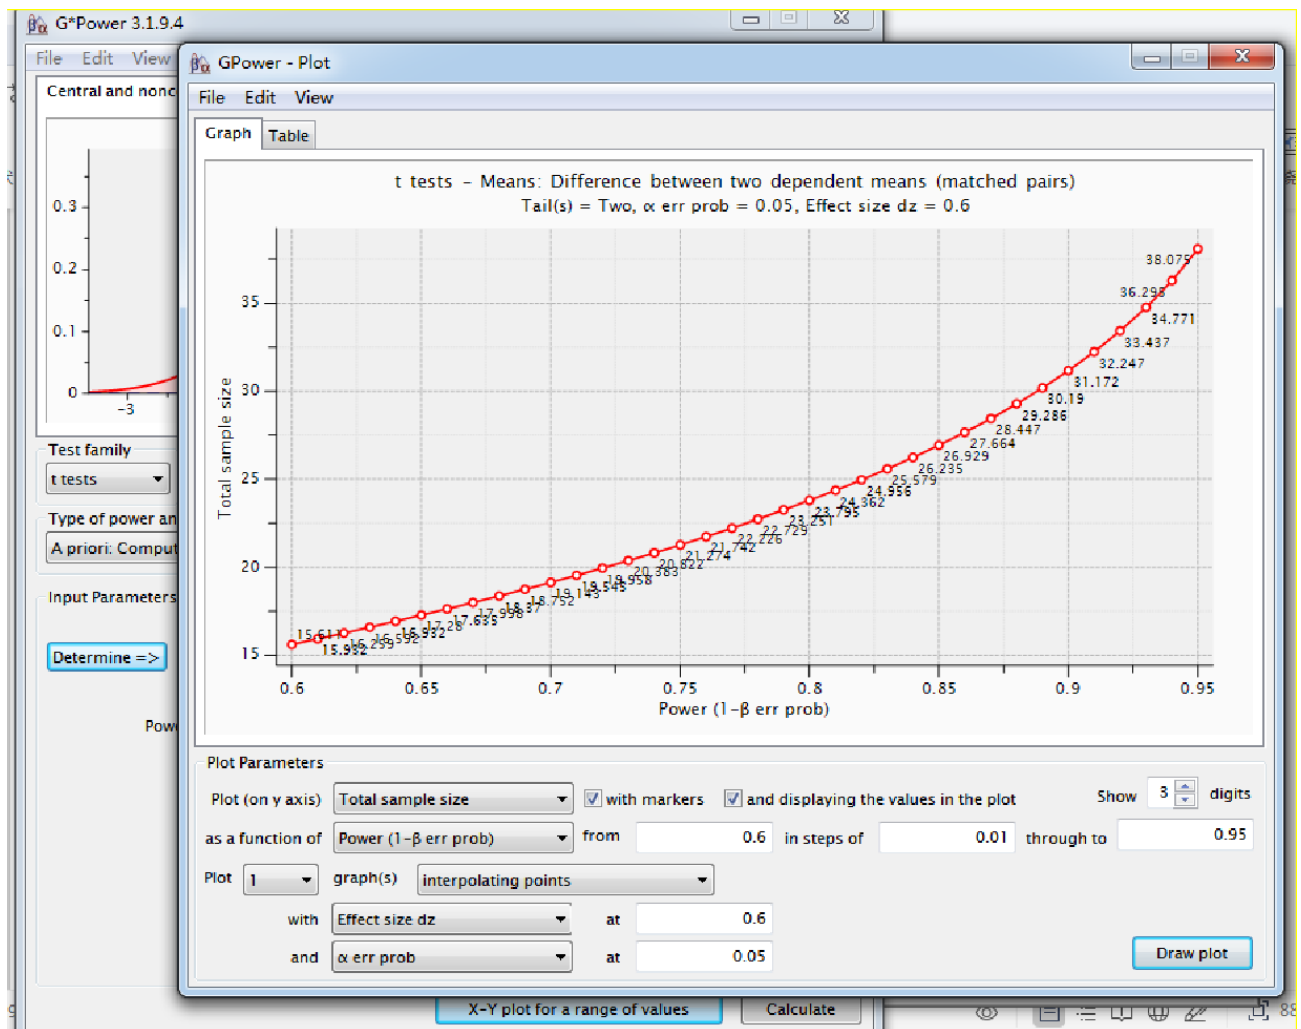 G*Power 3.1.9.4
File Edit View
GPower - Plot
File Edit View
Central and nonc
Graph Table
t tests - Means: Difference between two dependent means (matched pairs)
Tail(s) = Two, α err prob = 0.05, Effect size dz = 0.6
0.3
0.2
0.1
0
-3
Total sample size
35
30
25
20
15
38.075
36.298
34.771
33.437
32.247
31.172
30.19
29.286
28.447
27.664
26.929
26.235
25.579
24.956
24.362
23.795
23.251
22.729
22.226
21.742
21.274
20.822
20.383
19.958
19.545
19.143
18.752
18.37
17.998
17.635
17.28
16.932
16.592
16.259
15.932
15.611
0.6 0.65 0.7 0.75 0.8 0.85 0.9 0.95
Power (1-β err prob)
Test family
t tests
Type of power an
A priori: Comput
Input Parameters
Determine =>
Powe
Plot Parameters
Plot (on y axis) Total sample size with markers and displaying the values in the plot Show 3 digits
as a function of Power (1-β err prob) from 0.6 in steps of 0.01 through to 0.95
Plot 1 graph(s) interpolating points
with Effect size dz at 0.6
and α err prob at 0.05
Draw plot
X-Y plot for a range of values Calculate
88